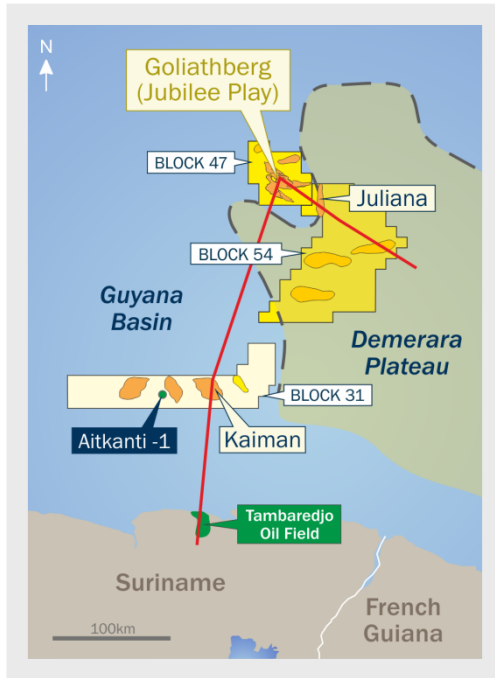 N
Goliathberg
(Jubilee Play)
BLOCK 47
Juliana
BLOCK 54
Guyana
Basin
Demerara
Plateau
BLOCK 31
Aitkanti -1
Kaiman
Tambaredjo
Oil Field
Suriname
French
Guiana
100km